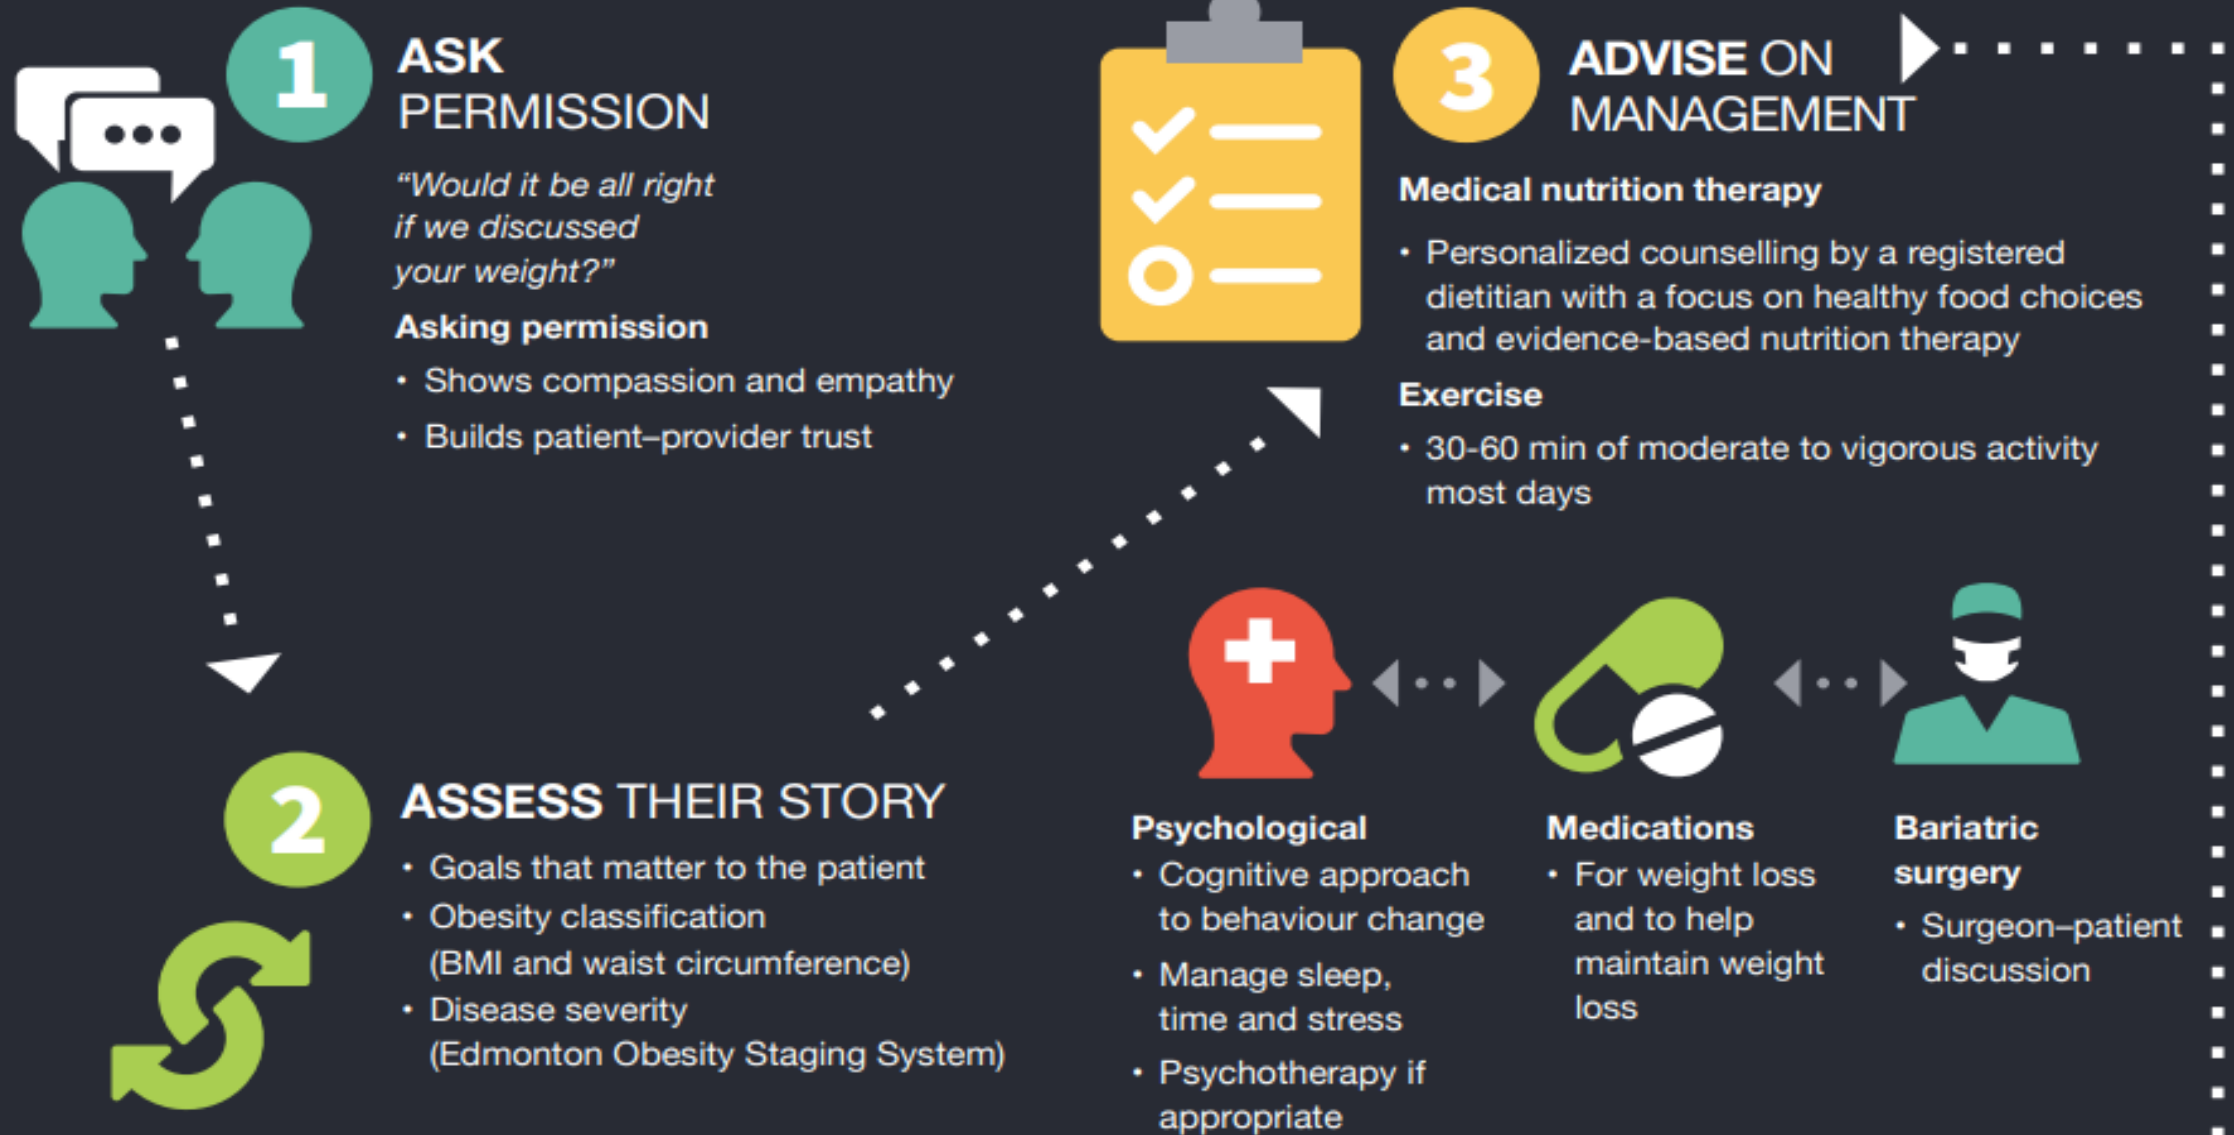 1
ASK
PERMISSION
“Would it be all right
if we discussed
your weight?”
Asking permission
• Shows compassion and empathy
• Builds patient–provider trust
2
ASSESS THEIR STORY
• Goals that matter to the patient
• Obesity classification
(BMI and waist circumference)
• Disease severity
(Edmonton Obesity Staging System)
3
ADVISE ON
MANAGEMENT
Medical nutrition therapy
• Personalized counselling by a registered
dietitian with a focus on healthy food choices
and evidence-based nutrition therapy
Exercise
• 30-60 min of moderate to vigorous activity
most days
Psychological
• Cognitive approach
to behaviour change
• Manage sleep,
time and stress
• Psychotherapy if
appropriate
Medications
• For weight loss
and to help
maintain weight
loss
Bariatric
surgery
• Surgeon–patient
discussion